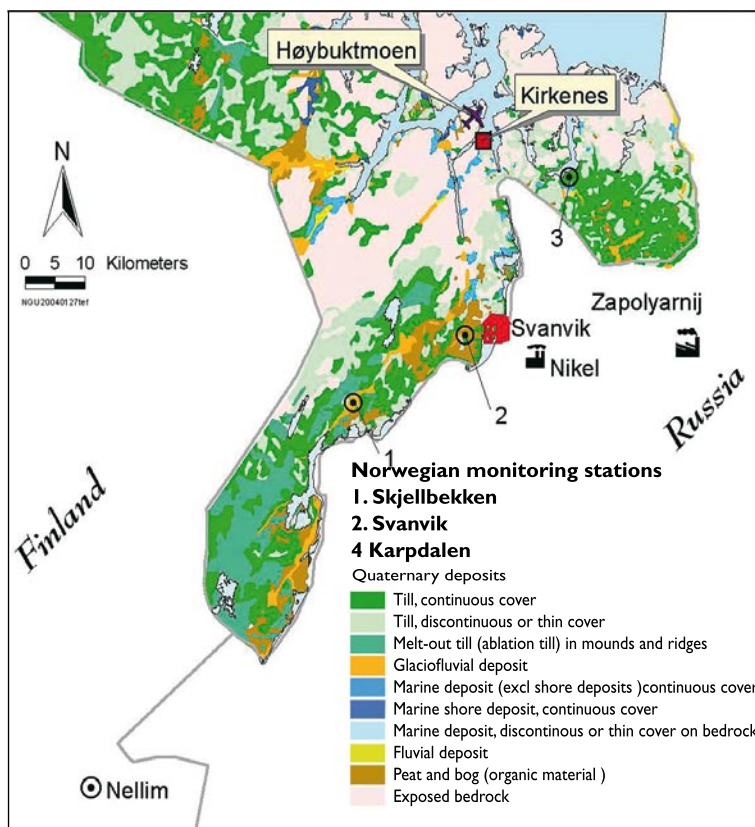 Høybuktmoen
Kirkenes
N
0 5 10 Kilometers
NGU20040127tef
3
Zapolyarnij
Svanvik
Nikel
2
1
Russia
Finland
Norwegian monitoring stations
1. Skjellbekken
2. Svanvik
4 Karpdalen
Quaternary deposits
Till, continuous cover
Till, discontinuous or thin cover
Melt-out till (ablation till) in mounds and ridges
Glaciofluvial deposit
Marine deposit (excl shore deposits )continuous cover
Marine shore deposit, continuous cover
Marine deposit, discontinous or thin cover on bedrock
Fluvial deposit
Peat and bog (organic material )
Exposed bedrock
Nellim